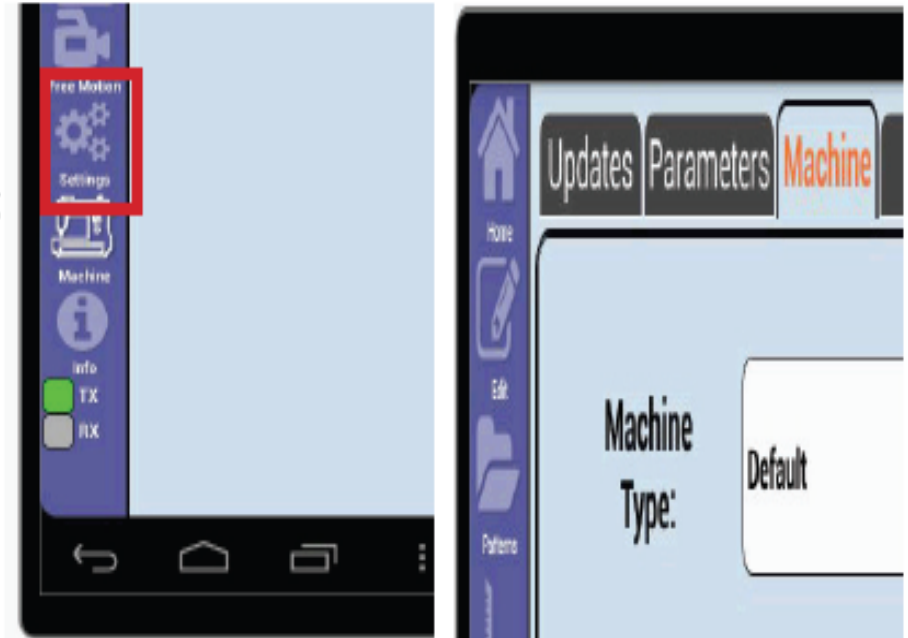 Free Motion
Settings
Machine
Info
TX
RX
Updates Parameters Machine
Home
Edit
Patterns
Machine
Type:
Default